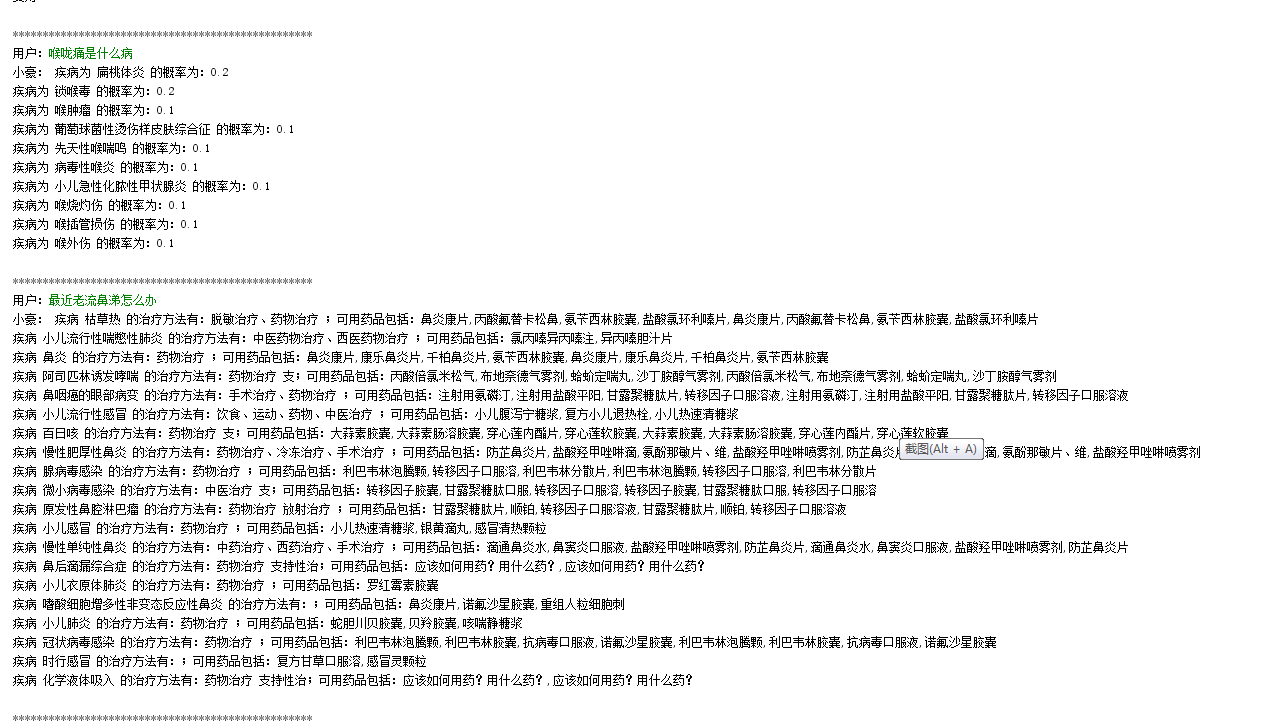 ************************************************** 
用户：喉咙痛是什么病
小豪： 疾病为 扁桃体炎 的概率为：0.2
疾病为 锁喉毒 的概率为：0.2
疾病为 喉肿瘤 的概率为：0.1
疾病为 葡萄球菌性烫伤样皮肤综合征 的概率为：0.1
疾病为 先天性喉喘鸣 的概率为：0.1
疾病为 病毒性喉炎 的概率为：0.1
疾病为 小儿急性化脓性甲状腺炎 的概率为：0.1
疾病为 喉烧灼伤 的概率为：0.1
疾病为 喉插管损伤 的概率为：0.1
疾病为 喉外伤 的概率为：0.1
**************************************************
用户：最近老流鼻涕怎么办
小豪： 疾病 枯草热 的治疗方法有：脱敏治疗、药物治疗 ；可用药品包括：鼻炎康片,丙酸氟替卡松鼻,氨苄西林胶囊,盐酸氯环利嗪片,鼻炎康片,丙酸氟替卡松鼻,氨苄西林胶囊,盐酸氯环利嗪片
疾病 小儿流行性喘憋性肺炎 的治疗方法有：中医药物治疗、西医药物治疗 ；可用药品包括：氯丙嗪异丙嗪注,异丙嗪胆汁片
疾病 鼻炎 的治疗方法有：药物治疗 ；可用药品包括：鼻炎康片,康乐鼻炎片,千柏鼻炎片,氨苄西林胶囊,鼻炎康片,康乐鼻炎片,千柏鼻炎片,氨苄西林胶囊
疾病 阿司匹林诱发哮喘 的治疗方法有：药物治疗 支；可用药品包括：丙酸倍氯米松气,布地奈德气雾剂,蛤蚧定喘丸,沙丁胺醇气雾剂,丙酸倍氯米松气,布地奈德气雾剂,蛤蚧定喘丸,沙丁胺醇气雾剂
疾病 鼻咽癌的眼部病变 的治疗方法有：手术治疗、药物治疗 ；可用药品包括：注射用氨磷汀,注射用盐酸平阳,甘露聚糖肽片,转移因子口服溶液,注射用氨磷汀,注射用盐酸平阳,甘露聚糖肽片,转移因子口服溶液
疾病 小儿流行性感冒 的治疗方法有：饮食、运动、药物、中医治疗 ；可用药品包括：小儿腹泻宁糖浆,复方小儿退热栓,小儿热速清糖浆
疾病 百日咳 的治疗方法有：药物治疗 支；可用药品包括：大蒜素胶囊,大蒜素肠溶胶囊,穿心莲内酯片,穿心莲软胶囊,大蒜素胶囊,大蒜素肠溶胶囊,穿心莲内酯片,穿心莲软胶囊
疾病 慢性肥厚性鼻炎 的治疗方法有：药物治疗、冷冻治疗、手术治疗 ；可用药品包括：防芷鼻炎片,盐酸羟甲唑啉滴,氨酚那敏片、维,盐酸羟甲唑啉喷雾剂,防芷鼻炎 滴,氨酚那敏片、维,盐酸羟甲唑啉喷雾剂
截图(Alt + A)
疾病 腺病毒感染 的治疗方法有：药物治疗 ；可用药品包括：利巴韦林泡腾颗,转移因子口服溶,利巴韦林分散片,利巴韦林泡腾颗,转移因子口服溶,利巴韦林分散片
疾病 微小病毒感染 的治疗方法有：中医治疗 支；可用药品包括：转移因子胶囊,甘露聚糖肽口服,转移因子口服溶,转移因子胶囊,甘露聚糖肽口服,转移因子口服溶
疾病 原发性鼻腔淋巴瘤 的治疗方法有：药物治疗 放射治疗 ；可用药品包括：甘露聚糖肽片,顺铂,转移因子口服溶液,甘露聚糖肽片,顺铂,转移因子口服溶液
疾病 小儿感冒 的治疗方法有：药物治疗 ；可用药品包括：小儿热速清糖浆,银黄滴丸,感冒清热颗粒
疾病 慢性单纯性鼻炎 的治疗方法有：中药治疗、西药治疗、手术治疗 ；可用药品包括：滴通鼻炎水,鼻窦炎口服液,盐酸羟甲唑啉喷雾剂,防芷鼻炎片,滴通鼻炎水,鼻窦炎口服液,盐酸羟甲唑啉喷雾剂,防芷鼻炎片
疾病 鼻后滴漏综合症 的治疗方法有：药物治疗 支持性治；可用药品包括：应该如何用药？用什么药？,应该如何用药？用什么药？
疾病 小儿衣原体肺炎 的治疗方法有：药物治疗 ；可用药品包括：罗红霉素胶囊
疾病 嗜酸细胞增多性非变态反应性鼻炎 的治疗方法有：；可用药品包括：鼻炎康片,诺氟沙星胶囊,重组人粒细胞刺
疾病 小儿肺炎 的治疗方法有：药物治疗 ；可用药品包括：蛇胆川贝胶囊,贝羚胶囊,咳喘静糖浆
疾病 冠状病毒感染 的治疗方法有：药物治疗 ；可用药品包括：利巴韦林泡腾颗,利巴韦林胶囊,抗病毒口服液,诺氟沙星胶囊,利巴韦林泡腾颗,利巴韦林胶囊,抗病毒口服液,诺氟沙星胶囊
疾病 时行感冒 的治疗方法有：；可用药品包括：复方甘草口服溶,感冒灵颗粒
疾病 化学液体吸入 的治疗方法有：药物治疗 支持性治；可用药品包括：应该如何用药？用什么药？,应该如何用药？用什么药？
**************************************************